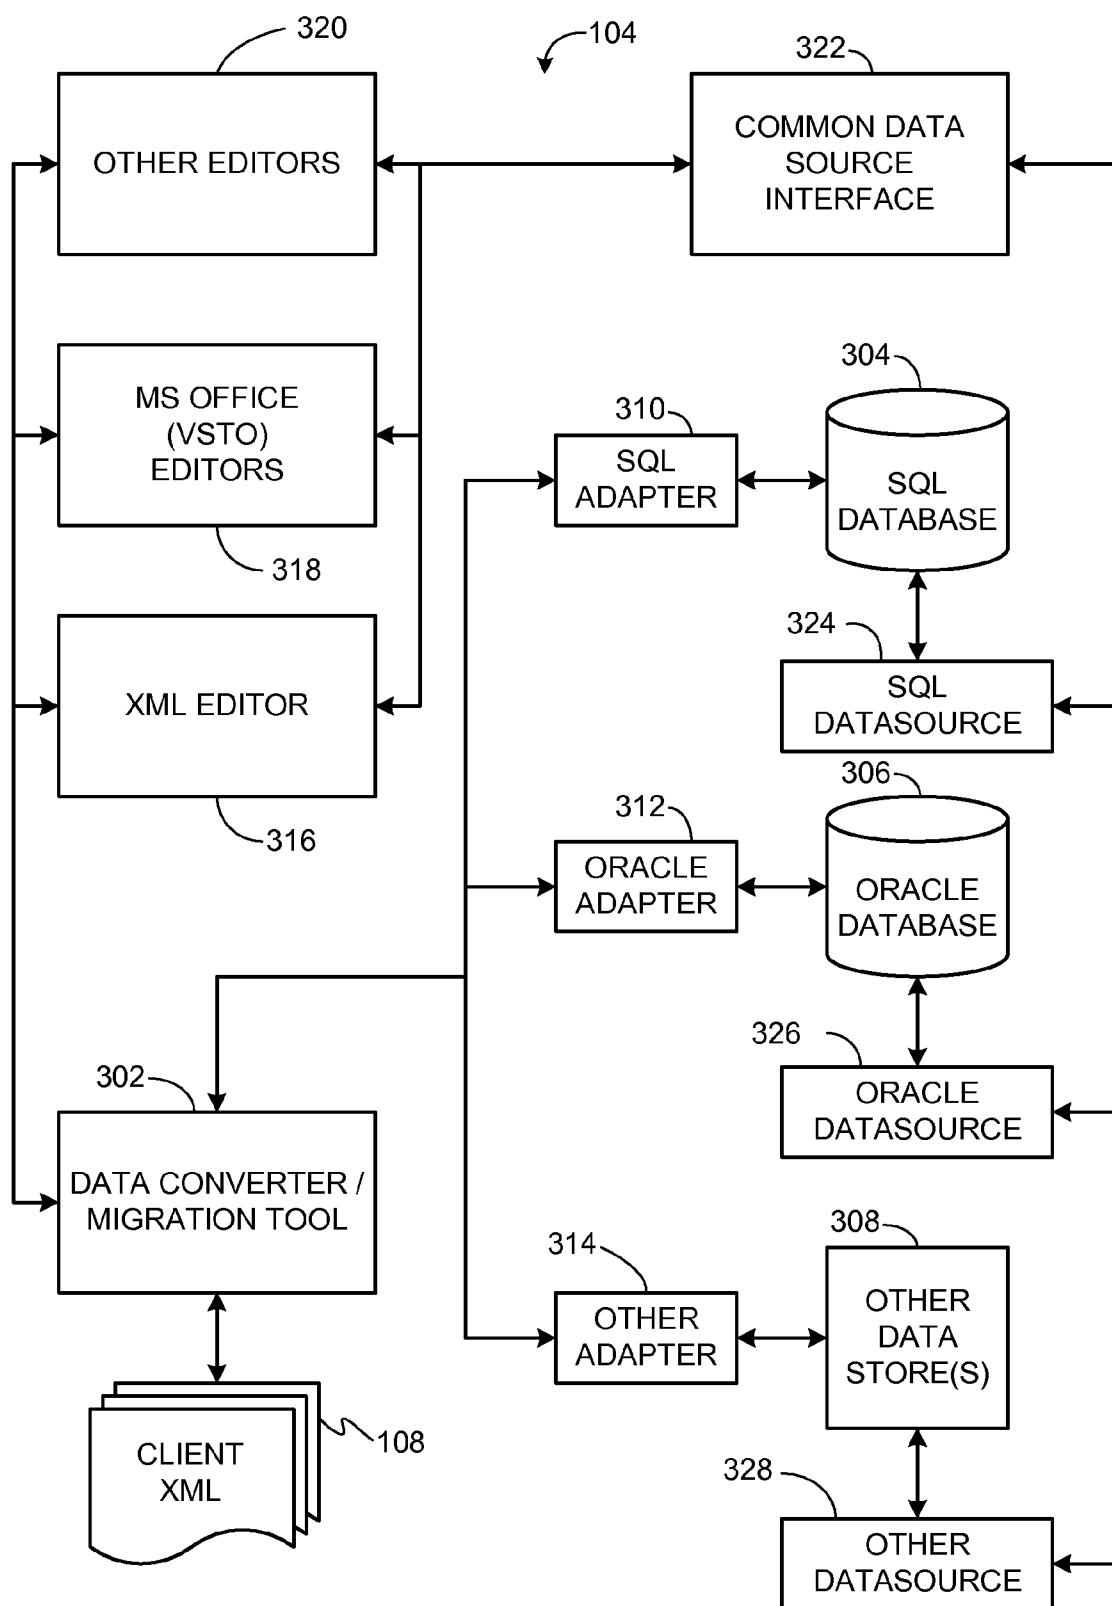 320
104
322
OTHER EDITORS
COMMON DATA
SOURCE
INTERFACE
MS OFFICE
(VSTO)
EDITORS
318
310
SQL
ADAPTER
304
SQL
DATABASE
324
SQL
DATASOURCE
XML EDITOR
316
312
ORACLE
ADAPTER
306
ORACLE
DATABASE
326
ORACLE
DATASOURCE
302
DATA CONVERTER /
MIGRATION TOOL
314
OTHER
ADAPTER
308
OTHER
DATA
STORE(S)
108
CLIENT
XML
328
OTHER
DATASOURCE